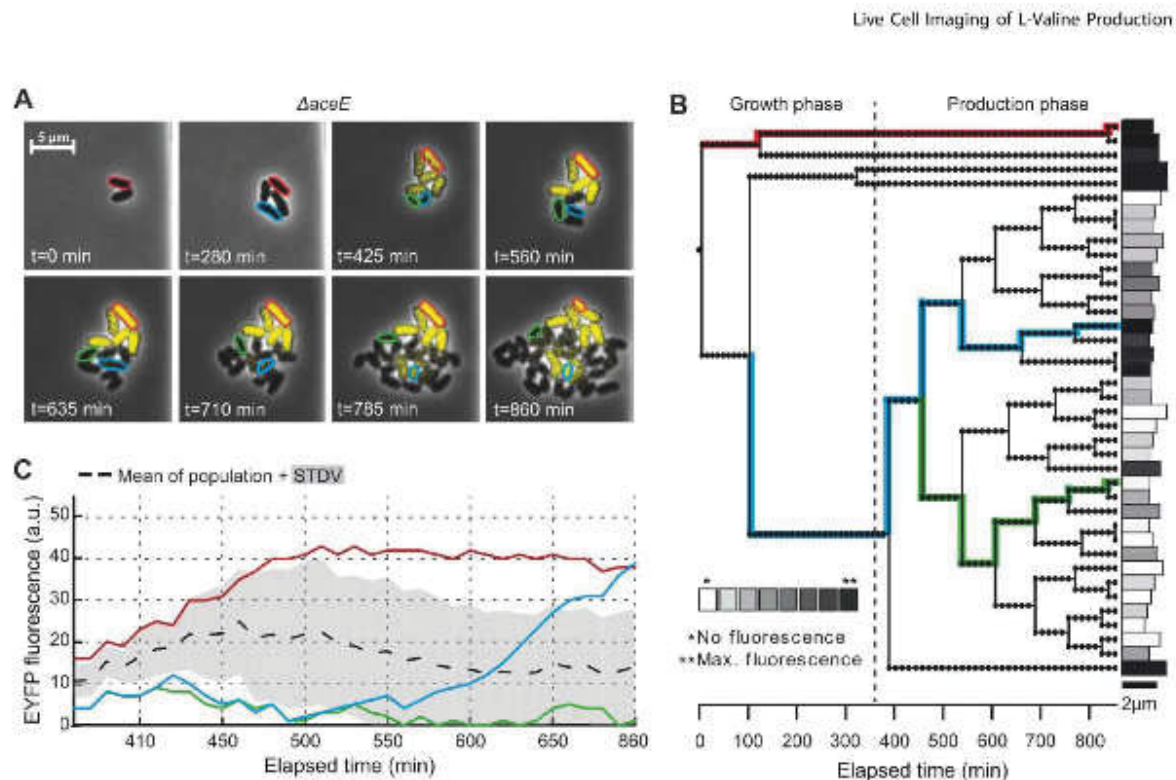 Live Cell Imaging of L-Valine Production
A
ΔaceE
5 µm
t=0 min
t=280 min
t=425 min
t=560 min
t=635 min
t=710 min
t=785 min
t=860 min
B
Growth phase
Production phase
*
**
*No fluorescence
**Max. fluorescence
2µm
0 100 200 300 400 500 600 700 800
Elapsed time (min)
C
Mean of population + STDV
EYFP fluorescence (a.u.)
50
40
30
20
10
0
410 450 500 550 600 650 860
Elapsed time (min)